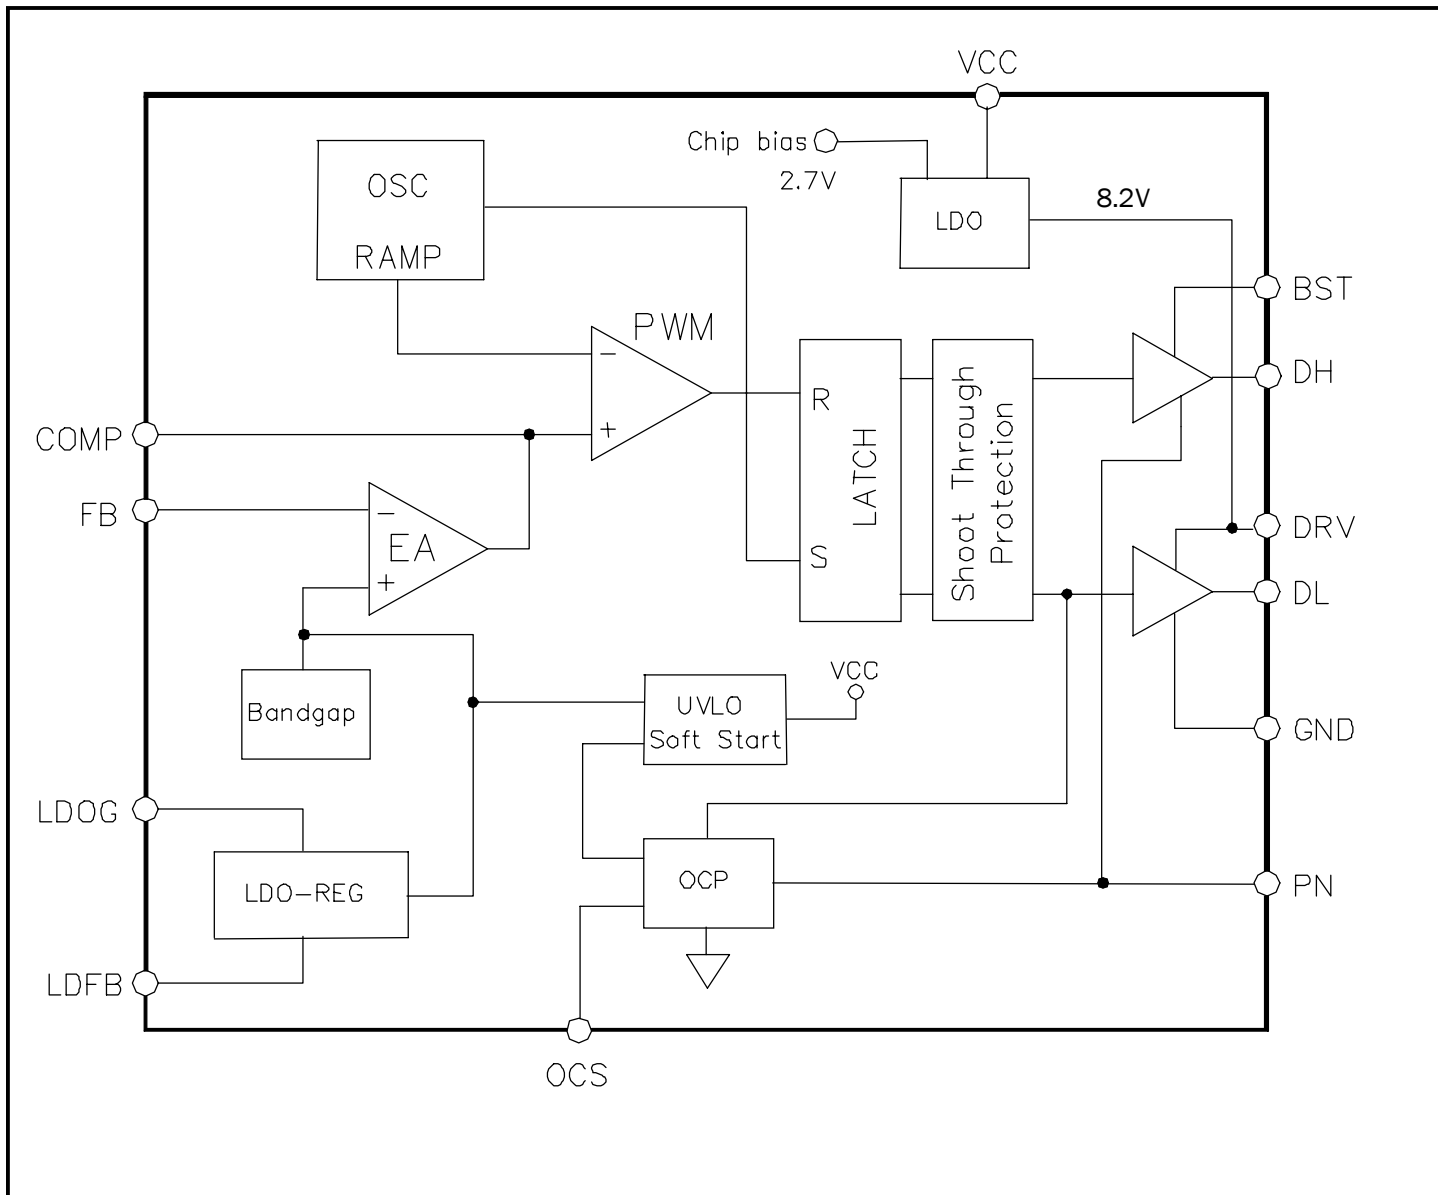 VCC
Chip bias
2.7V
OSC
RAMP
LDO
8.2V
BST
PWM
−
+
DH
R
COMP
LATCH
Shoot Through
Protection
FB
−
EA
+
S
DRV
DL
Bandgap
UVLO
Soft Start
VCC
GND
LDOG
LDO-REG
OCP
PN
LDFB
OCS